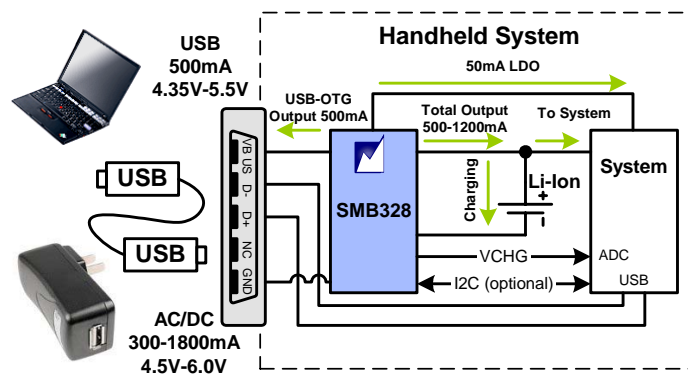 Handheld System
USB
500mA
4.35V-5.5V
50mA LDO
USB-OTG
Output 500mA
Total Output
500-1200mA
To System
VB US
D-
D+
NC
GND
SMB328
Charging
Li-Ion
+
-
System
USB
USB
VCHG
ADC
I2C (optional)
USB
AC/DC
300-1800mA
4.5V-6.0V